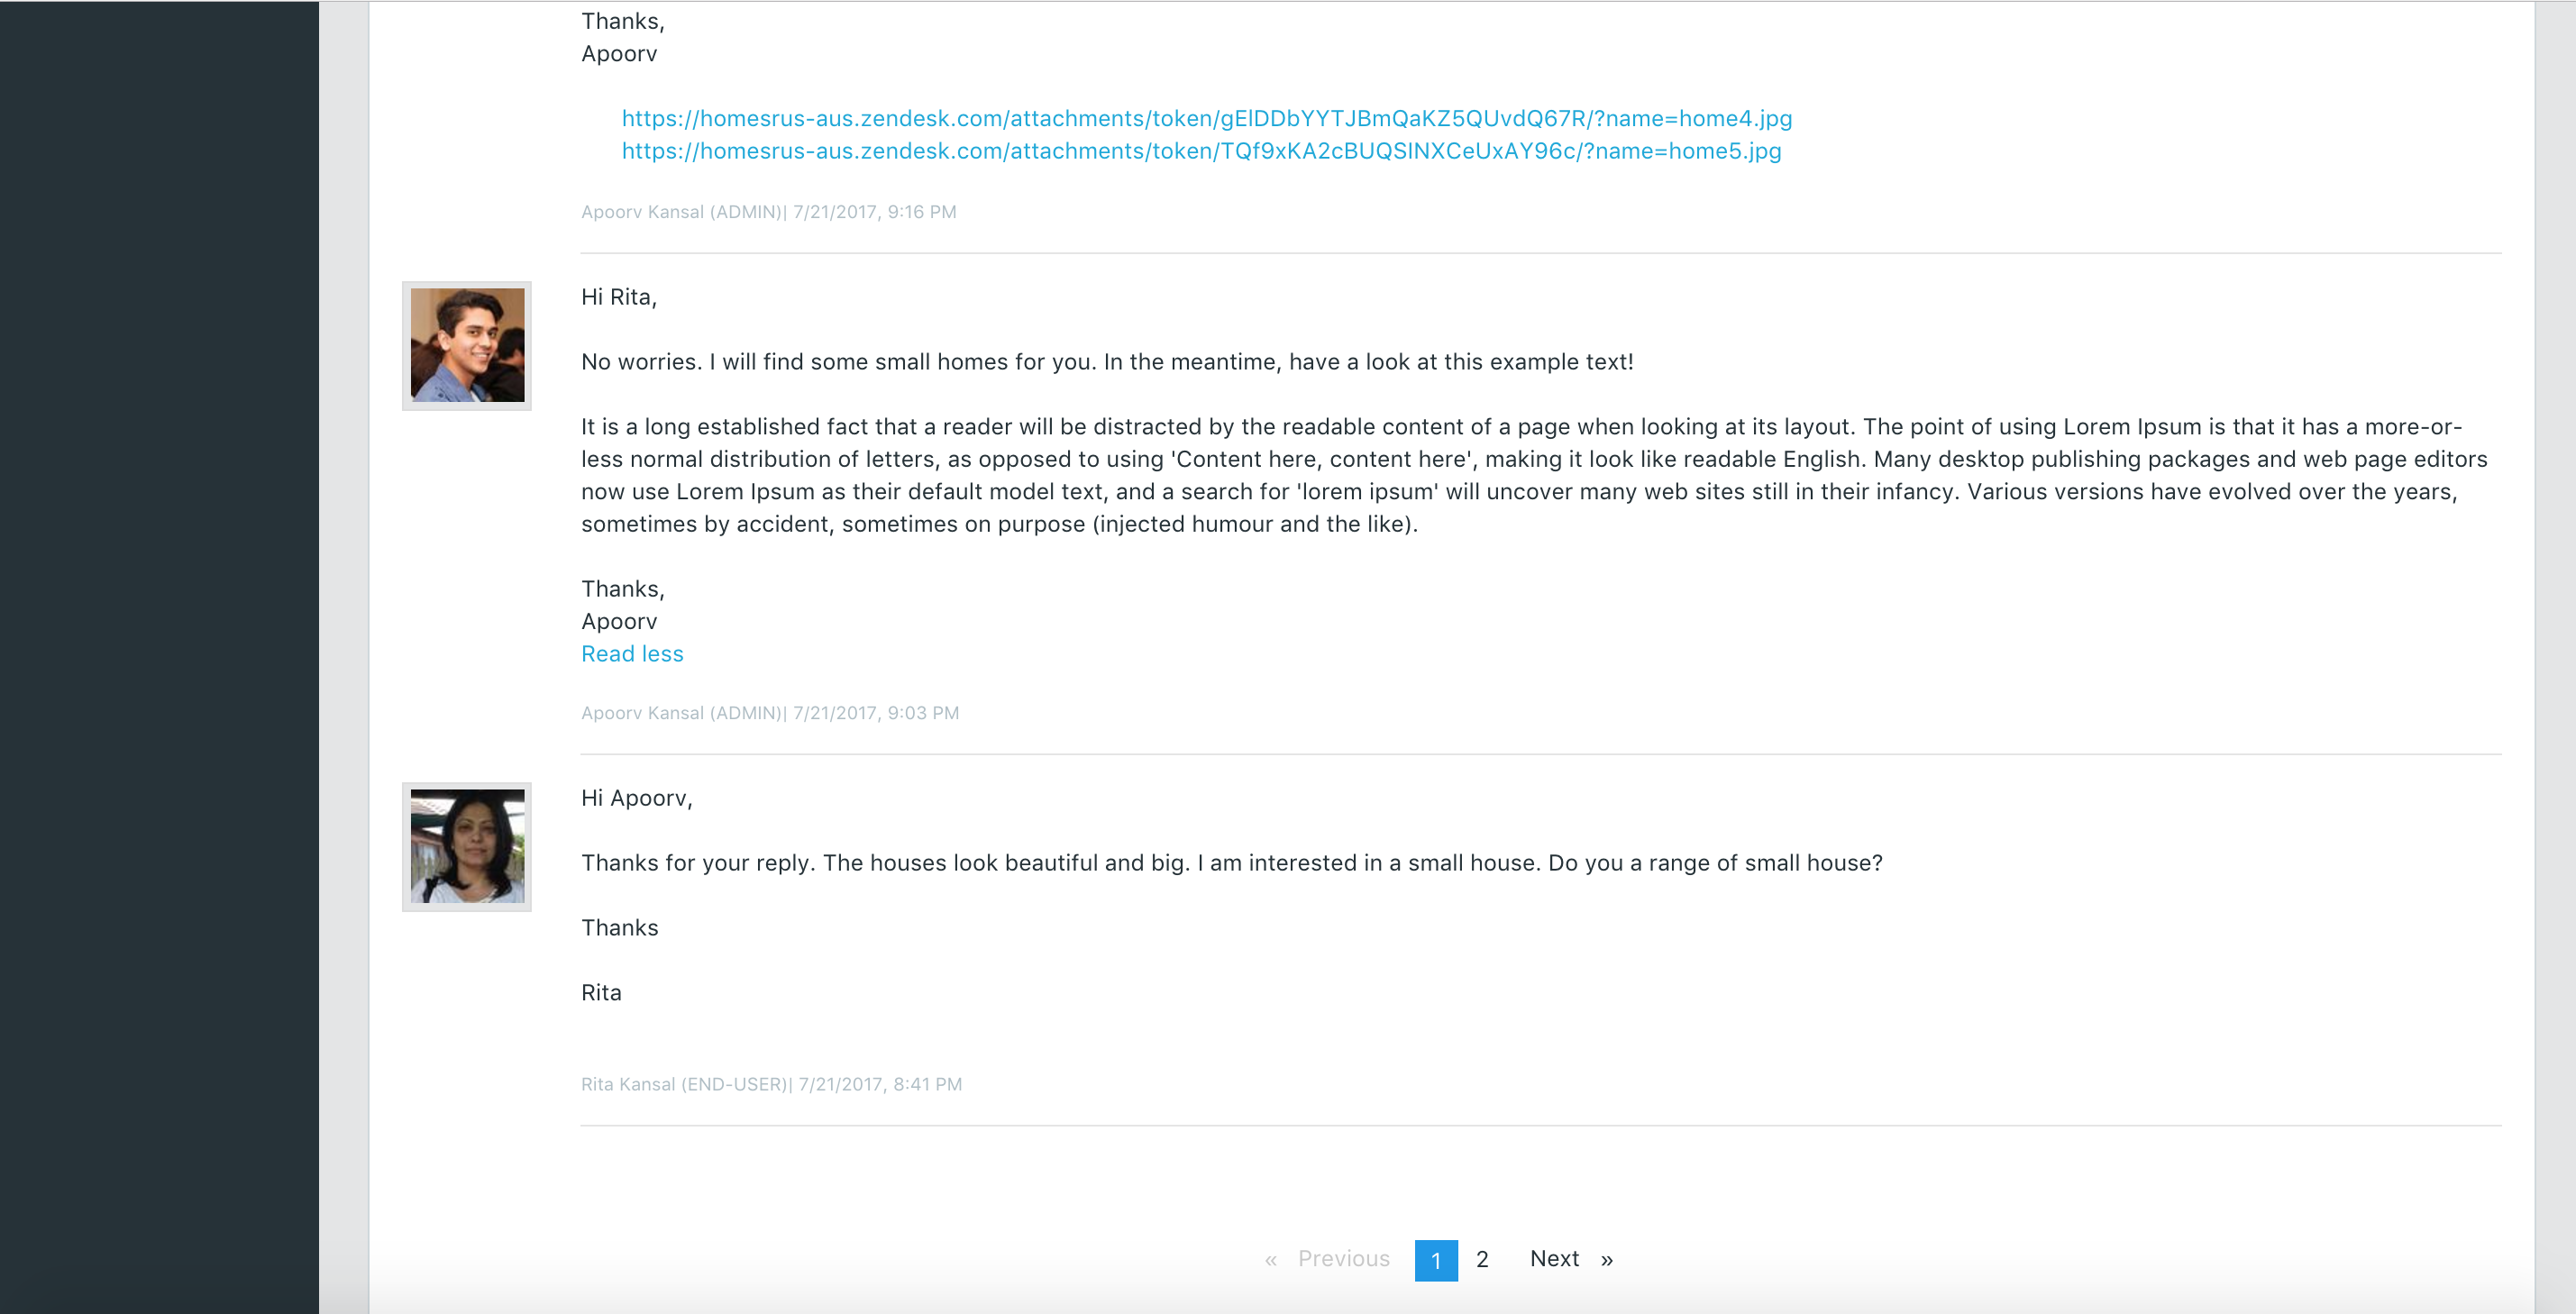 Thanks,
Apoorv
https://homesrus-aus.zendesk.com/attachments/token/gElDDbYYTJBmQaKZ5QUvdQ67R/?name=home4.jpg
https://homesrus-aus.zendesk.com/attachments/token/TQf9xKA2cBUQSlNXCeUxAY96c/?name=home5.jpg
Apoorv Kansal (ADMIN)| 7/21/2017, 9:16 PM
Hi Rita,
No worries. I will find some small homes for you. In the meantime, have a look at this example text!
It is a long established fact that a reader will be distracted by the readable content of a page when looking at its layout. The point of using Lorem Ipsum is that it has a more-or-
less normal distribution of letters, as opposed to using 'Content here, content here', making it look like readable English. Many desktop publishing packages and web page editors
now use Lorem Ipsum as their default model text, and a search for 'lorem ipsum' will uncover many web sites still in their infancy. Various versions have evolved over the years,
sometimes by accident, sometimes on purpose (injected humour and the like).
Thanks,
Apoorv
Read less
Apoorv Kansal (ADMIN)| 7/21/2017, 9:03 PM
Hi Apoorv,
Thanks for your reply. The houses look beautiful and big. I am interested in a small house. Do you a range of small house?
Thanks
Rita
Rita Kansal (END-USER)| 7/21/2017, 8:41 PM
« Previous 1 2 Next »